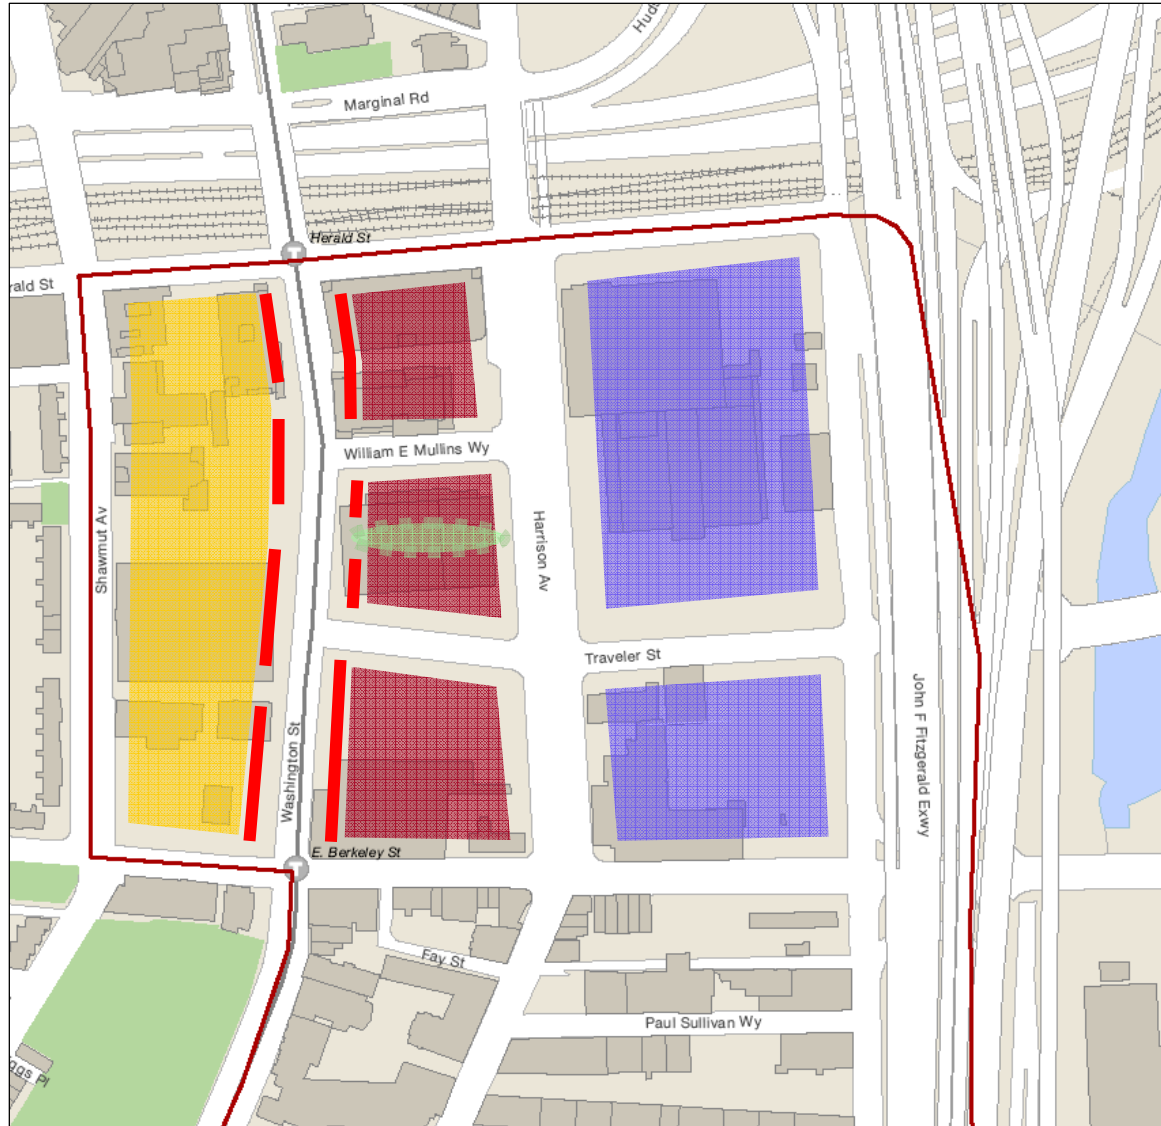 Marginal Rd
Herald St
rald St
William E Mullins Wy
Shawmut Av
Harrison Av
Traveler St
John F Fitzgerald Exwy
Washington St
E. Berkeley St
Fay St
Paul Sullivan Wy
ggs Pl
Huds
T
T